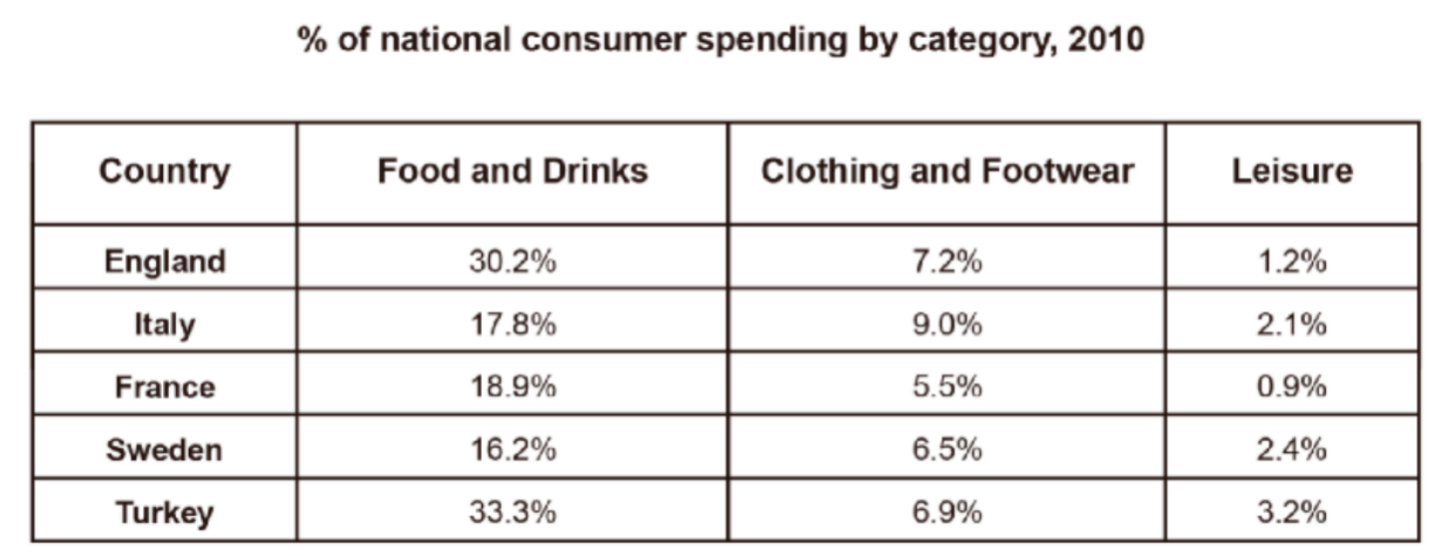 % of national consumer spending by category, 2010
Country Food and Drinks Clothing and Footwear Leisure
England 30.2% 7.2% 1.2%
Italy 17.8% 9.0% 2.1%
France 18.9% 5.5% 0.9%
Sweden 16.2% 6.5% 2.4%
Turkey 33.3% 6.9% 3.2%